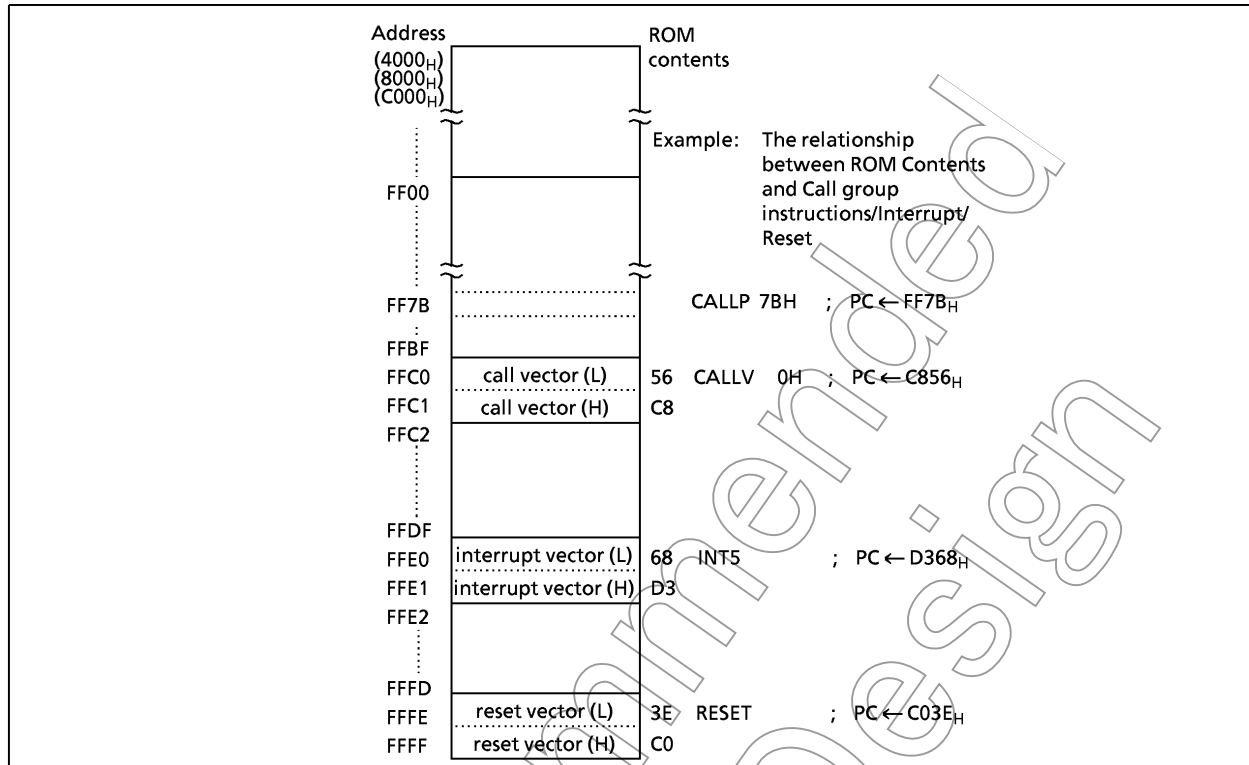 Address ROM contents
(4000H)
(8000H)
(C000H)
Example: The relationship
between ROM Contents
and Call group
instructions/Interrupt/
Reset
FF00
FF7B CALLP 7BH ; PC ← FF7BH
FFBF
FFC0 call vector (L) 56 CALLV 0H ; PC ← C856H
FFC1 call vector (H) C8
FFC2
FFDF
FFE0 interrupt vector (L) 68 INT5 ; PC ← D368H
FFE1 interrupt vector (H) D3
FFE2
FFFD
FFFE reset vector (L) 3E RESET ; PC ← C03EH
FFFF reset vector (H) C0
mmended
Design